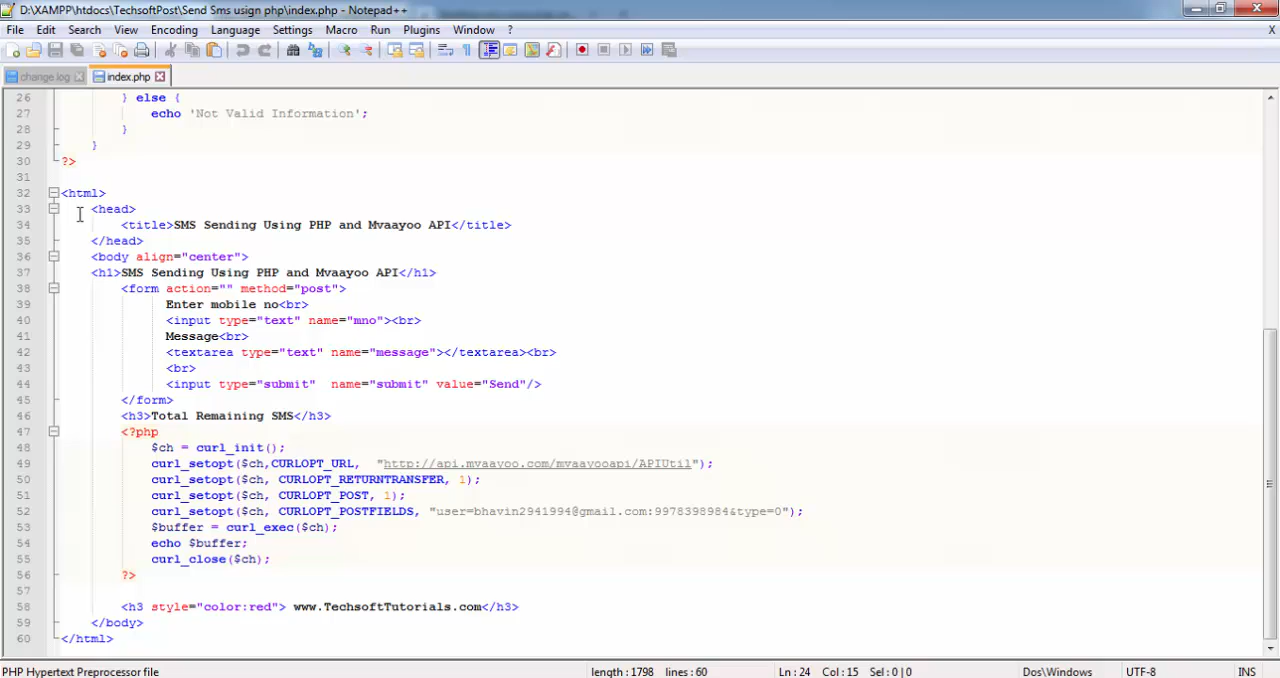 D:\XAMPP\htdocs\TechsoftPost\Send Sms usign php\index.php - Notepad++
File Edit Search View Encoding Language Settings Macro Run Plugins Window ? X
change.log index.php
26 } else {
27 echo 'Not Valid Information';
28 }
29 }
30 ?>
31
32 <html>
33 <head>
34 <title>SMS Sending Using PHP and Mvaayoo API</title>
35 </head>
36 <body align="center">
37 <h1>SMS Sending Using PHP and Mvaayoo API</h1>
38 <form action="" method="post">
39 Enter mobile no<br>
40 <input type="text" name="mno"><br>
41 Message<br>
42 <textarea type="text" name="message"></textarea><br>
43 <br>
44 <input type="submit"  name="submit" value="Send"/>
45 </form>
46 <h3>Total Remaining SMS</h3>
47 <?php
48 $ch = curl_init();
49 curl_setopt($ch,CURLOPT_URL,  "http://api.mvaayoo.com/mvaayooapi/APIUtil");
50 curl_setopt($ch, CURLOPT_RETURNTRANSFER, 1);
51 curl_setopt($ch, CURLOPT_POST, 1);
52 curl_setopt($ch, CURLOPT_POSTFIELDS, "user=bhavin2941994@gmail.com:9978398984&type=0");
53 $buffer = curl_exec($ch);
54 echo $buffer;
55 curl_close($ch);
56 ?>
57
58 <h3 style="color:red"> www.TechsoftTutorials.com</h3>
59 </body>
60 </html>
PHP Hypertext Preprocessor file length : 1798 lines : 60 Ln : 24 Col : 15 Sel : 0 | 0 Dos\Windows UTF-8 INS